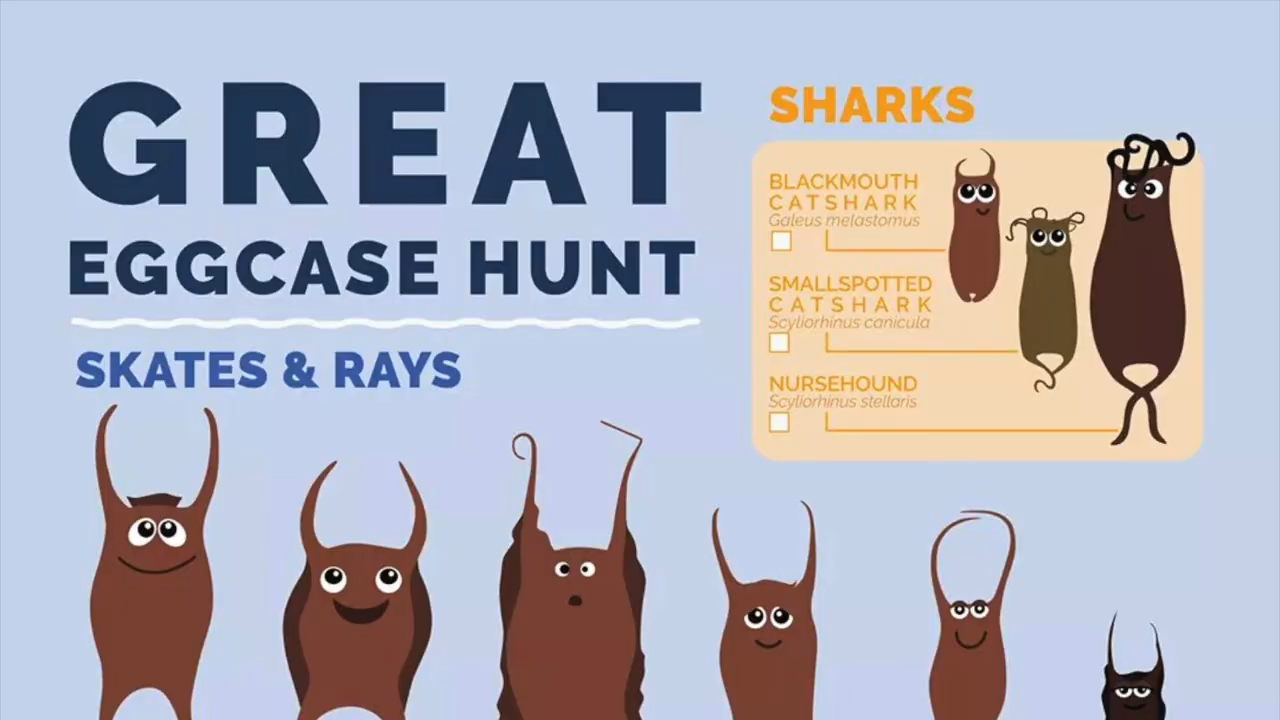 GREAT
EGGCASE HUNT
SKATES & RAYS
SHARKS
BLACKMOUTH
CATSHARK
Galeus melastomus
SMALLSPOTTED
CATSHARK
Scyliorhinus canicula
NURSEHOUND
Scyliorhinus stellaris